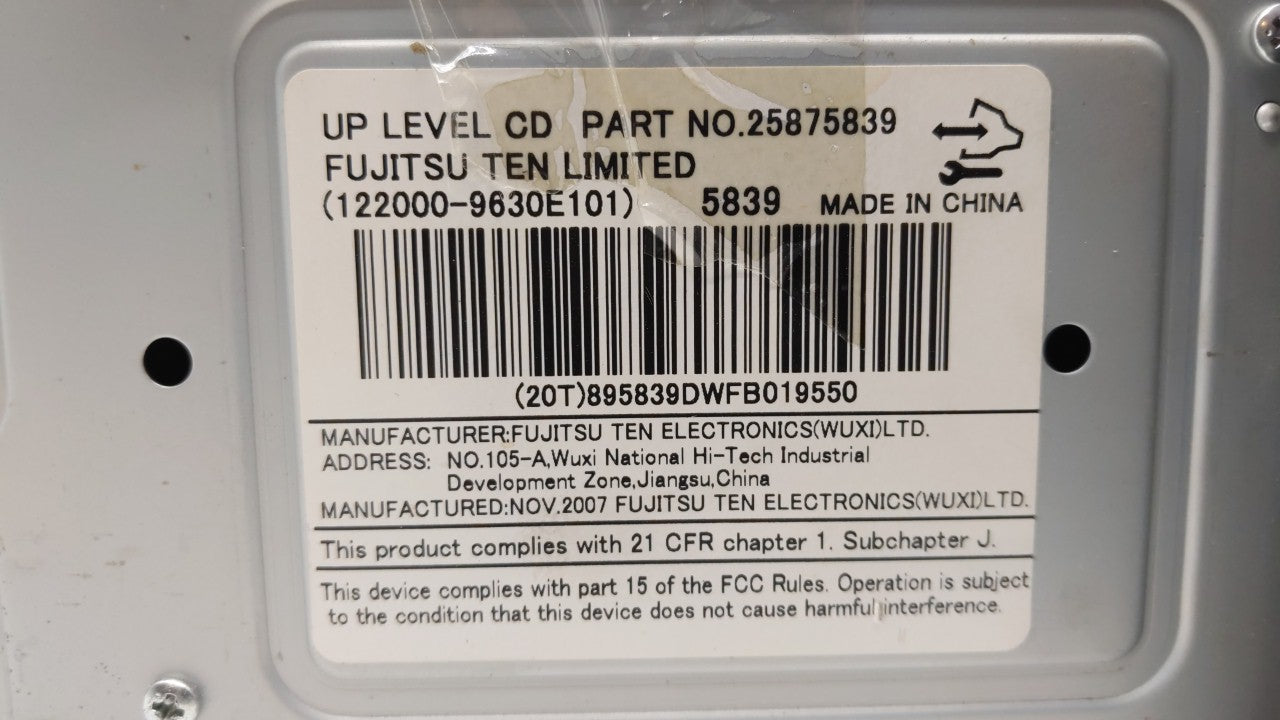 UP LEVEL CD PART NO.25875839
FUJITSU TEN LIMITED
(122000-9630E101) 5839 MADE IN CHINA
(20T)895839DWFB019550
MANUFACTURER:FUJITSU TEN ELECTRONICS(WUXI)LTD.
ADDRESS: NO.105-A,Wuxi National Hi-Tech Industrial
Development Zone,Jiangsu,China
MANUFACTURED:NOV.2007 FUJITSU TEN ELECTRONICS(WUXI)LTD.
This product complies with 21 CFR chapter 1. Subchapter J.
This device complies with part 15 of the FCC Rules. Operation is subject
to the condition that this device does not cause harmful interference.